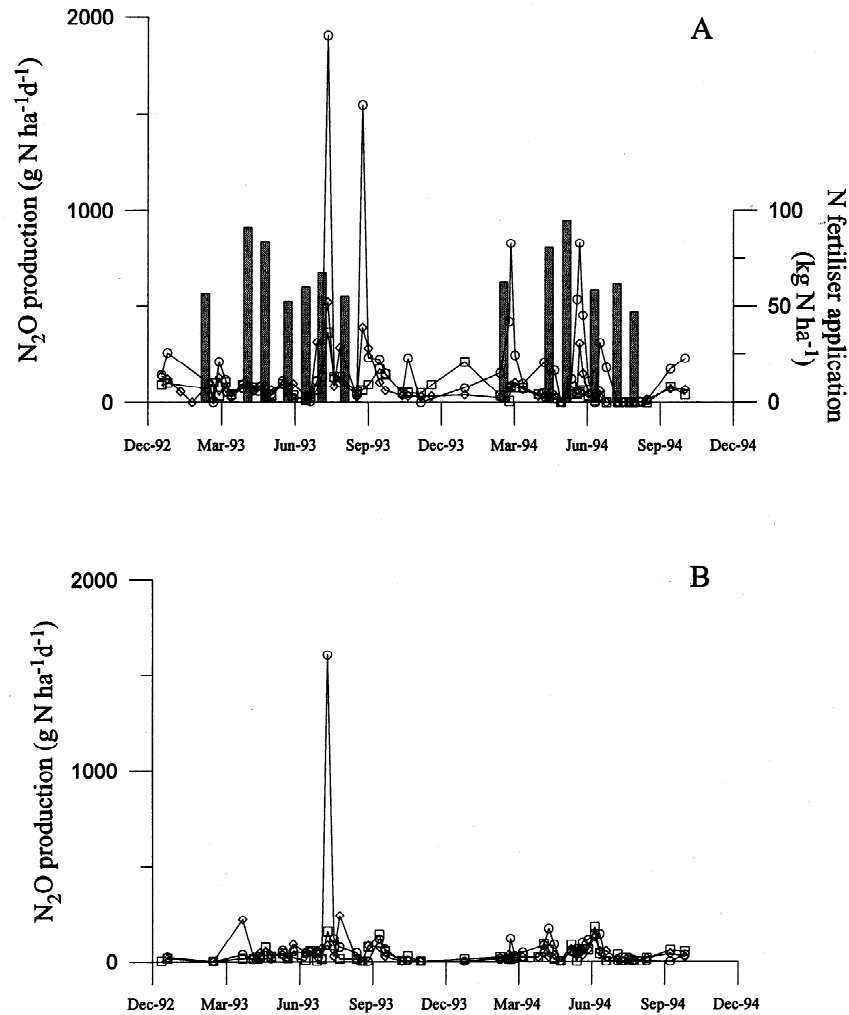 A
2000
1000
0
N₂O production (g N ha⁻¹d⁻¹)
100
50
0
N fertiliser application
(kg N ha⁻¹)
Dec-92 Mar-93 Jun-93 Sep-93 Dec-93 Mar-94 Jun-94 Sep-94 Dec-94
B
2000
1000
0
N₂O production (g N ha⁻¹d⁻¹)
Dec-92 Mar-93 Jun-93 Sep-93 Dec-93 Mar-94 Jun-94 Sep-94 Dec-94